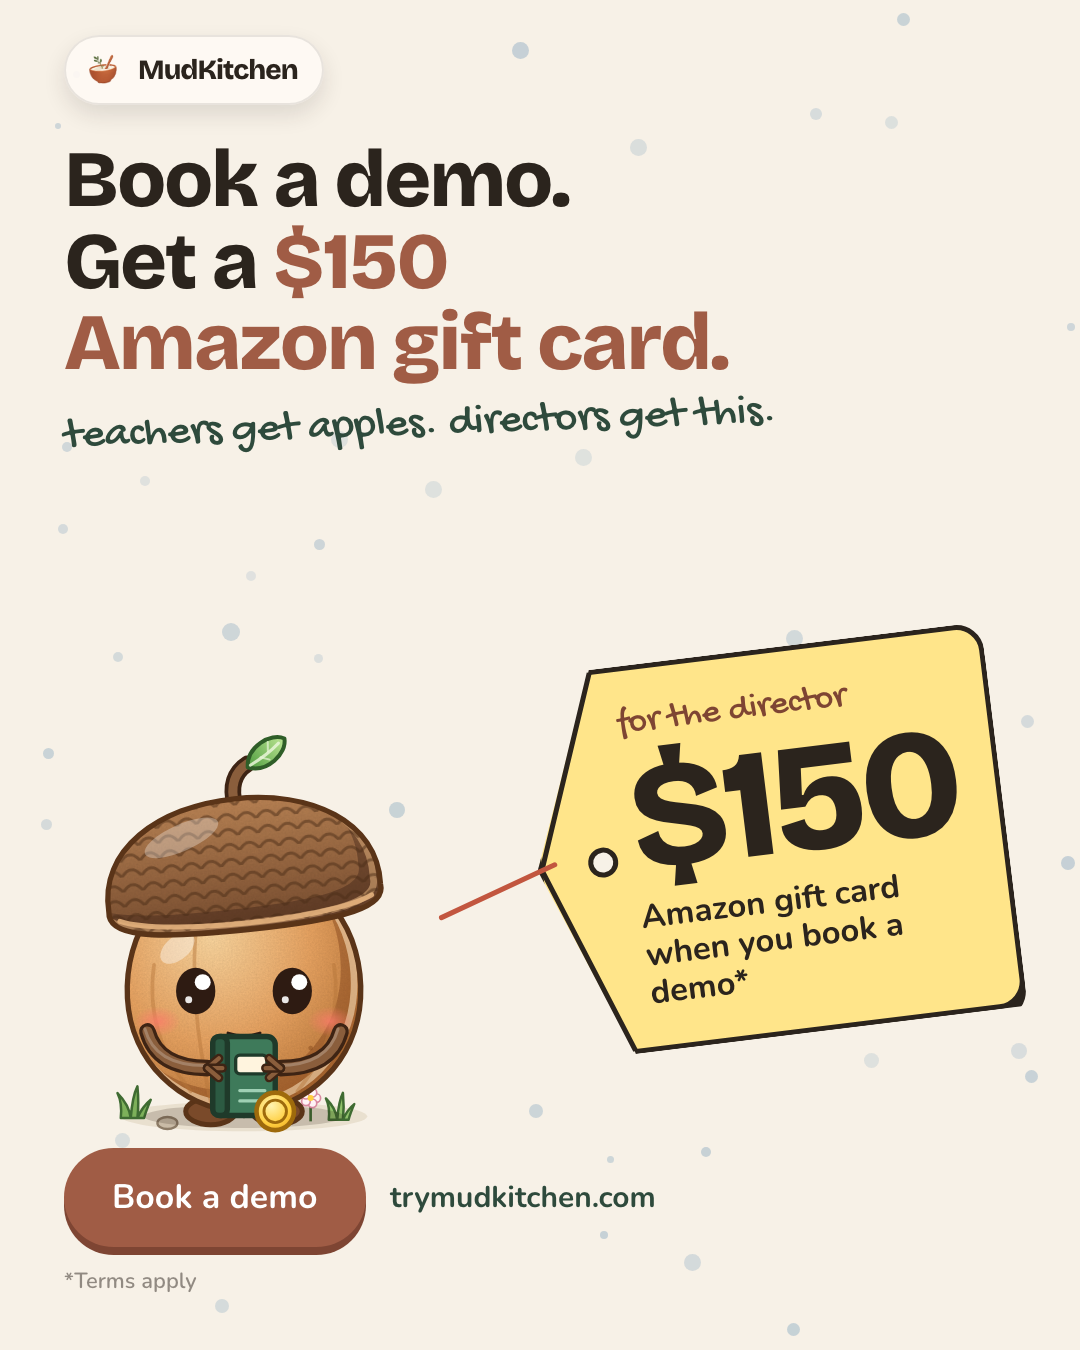 MudKitchen
Book a demo.
Get a $150
Amazon gift card.
teachers get apples. directors get this.
for the director
$150
Amazon gift card
when you book a
demo*
Book a demo
trymudkitchen.com
*Terms apply